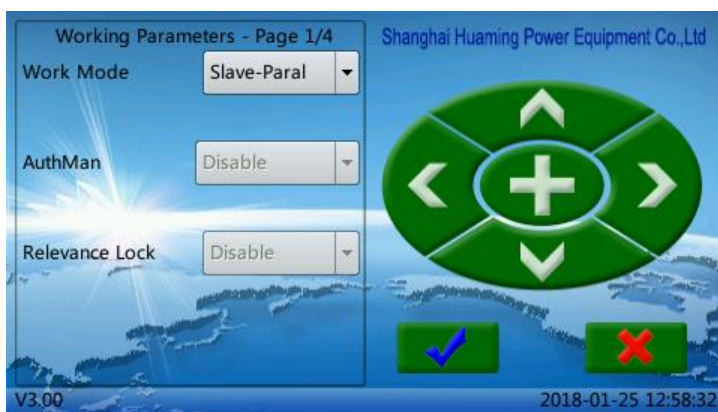 Working Parameters - Page 1/4
Shanghai Huaming Power Equipment Co.,Ltd
Work Mode
Slave-Paral
AuthMan
Disable
Relevance Lock
Disable
V3.00
2018-01-25 12:58:32